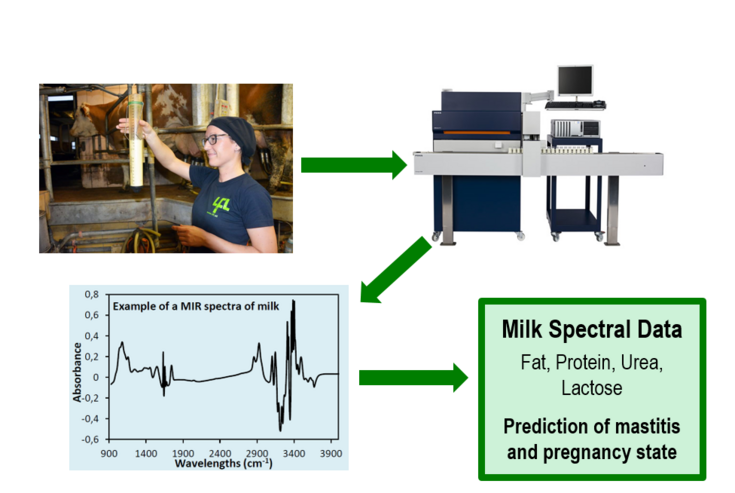 Example of a MIR spectra of milk
Absorbance
0,8
0,6
0,4
0,2
0
-0,2
-0,4
-0,6
900 1400 1900 2400 2900 3400 3900
Wavelengths (cm⁻¹)
Milk Spectral Data
Fat, Protein, Urea,
Lactose
Prediction of mastitis
and pregnancy state